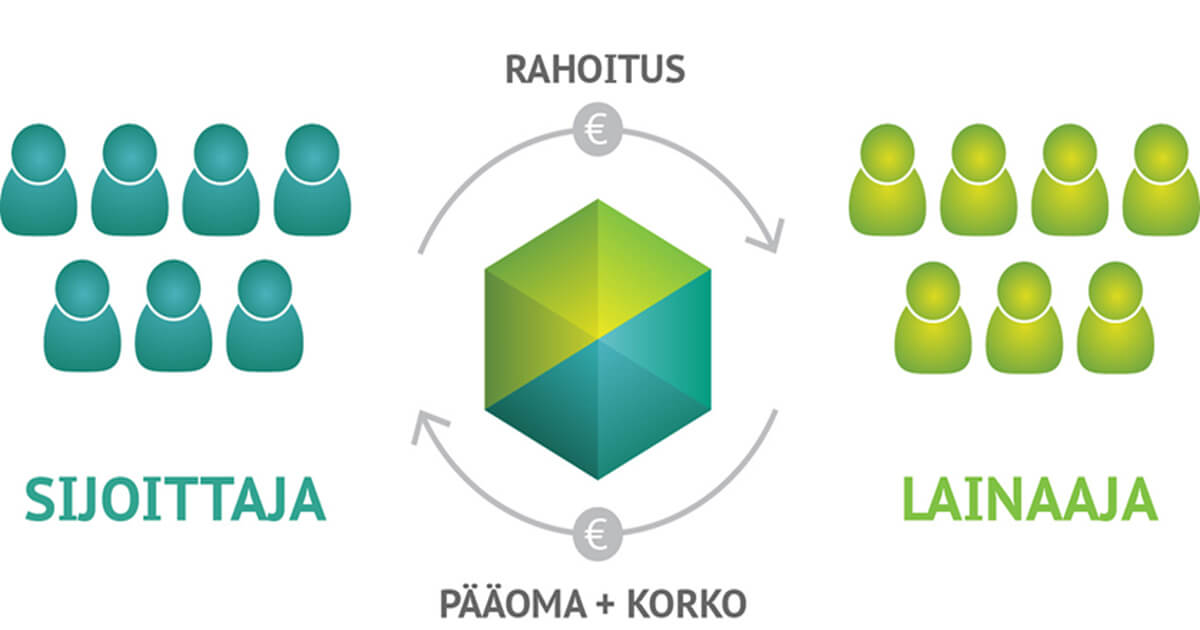 RAHOITUS
€
SIJOITTAJA
LAINAAJA
€
PÄÄOMA + KORKO